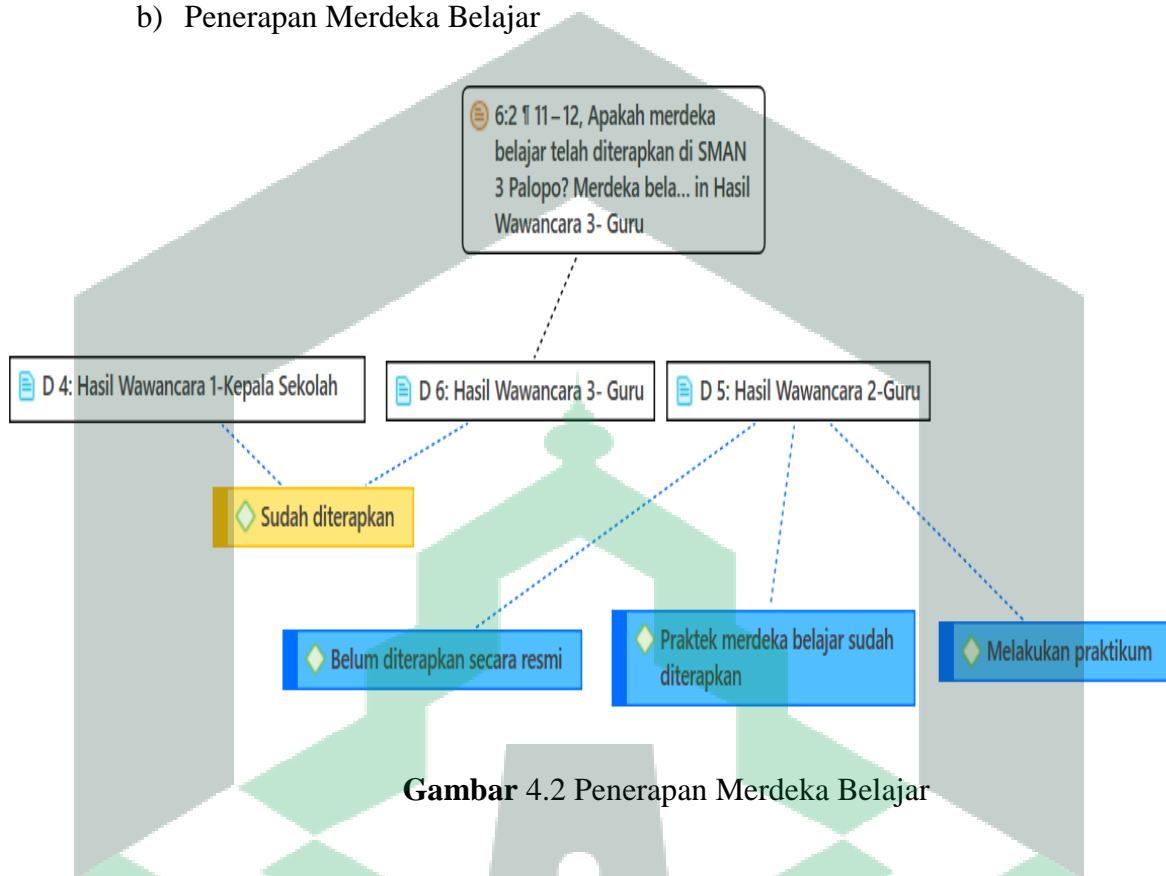 b) Penerapan Merdeka Belajar
6:2 ¶ 11–12, Apakah merdeka
belajar telah diterapkan di SMAN
3 Palopo? Merdeka bela... in Hasil
Wawancara 3- Guru
D 4: Hasil Wawancara 1-Kepala Sekolah
D 6: Hasil Wawancara 3- Guru
D 5: Hasil Wawancara 2-Guru
Sudah diterapkan
Belum diterapkan secara resmi
Praktek merdeka belajar sudah
diterapkan
Melakukan praktikum
Gambar 4.2 Penerapan Merdeka Belajar